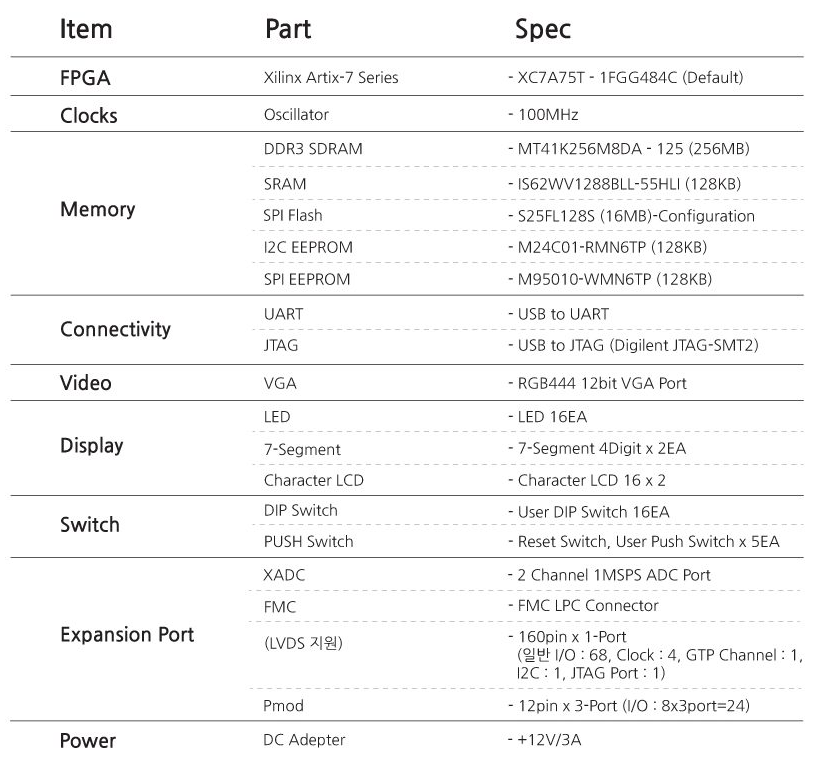 Item Part Spec
FPGA Xilinx Artix-7 Series - XC7A75T - 1FGG484C (Default)
Clocks Oscillator - 100MHz
Memory DDR3 SDRAM - MT41K256M8DA - 125 (256MB)
SRAM - IS62WV1288BLL-55HLI (128KB)
SPI Flash - S25FL128S (16MB)-Configuration
I2C EEPROM - M24C01-RMN6TP (128KB)
SPI EEPROM - M95010-WMN6TP (128KB)
Connectivity UART - USB to UART
JTAG - USB to JTAG (Digilent JTAG-SMT2)
Video VGA - RGB444 12bit VGA Port
Display LED - LED 16EA
7-Segment - 7-Segment 4Digit x 2EA
Character LCD - Character LCD 16 x 2
Switch DIP Switch - User DIP Switch 16EA
PUSH Switch - Reset Switch, User Push Switch x 5EA
Expansion Port XADC - 2 Channel 1MSPS ADC Port
FMC - FMC LPC Connector
(LVDS 지원) - 160pin x 1-Port
(일반 I/O : 68, Clock : 4, GTP Channel : 1,
I2C : 1, JTAG Port : 1)
Pmod - 12pin x 3-Port (I/O : 8x3port=24)
Power DC Adepter - +12V/3A